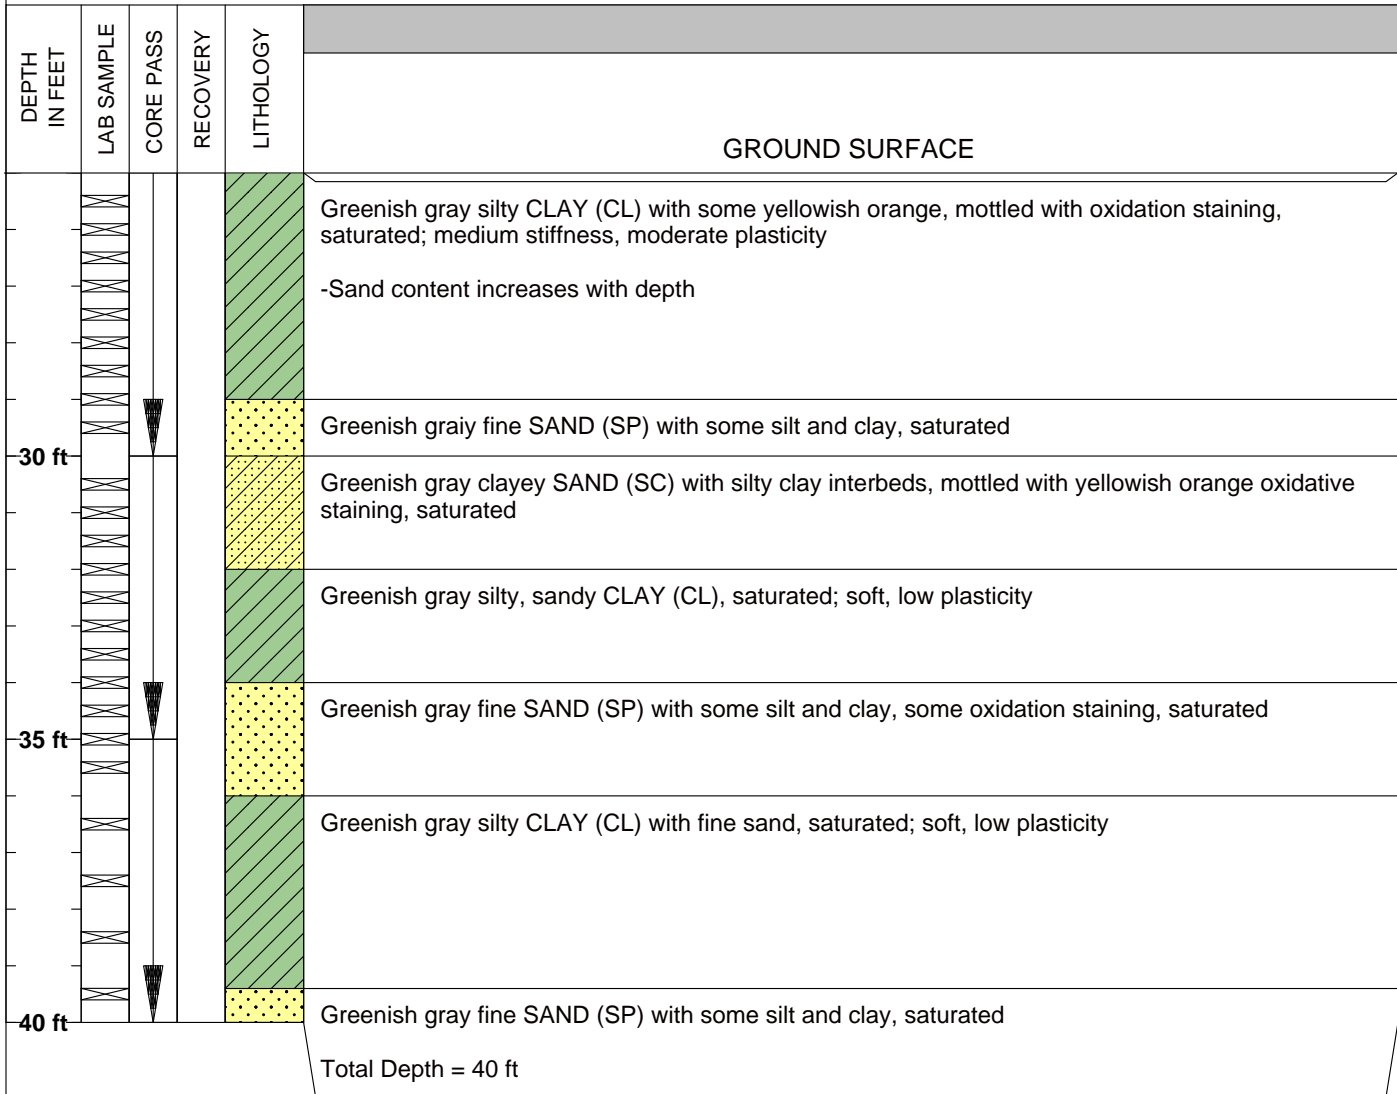 DEPTH
IN FEET
LAB SAMPLE
CORE PASS
RECOVERY
LITHOLOGY
GROUND SURFACE
Greenish gray silty CLAY (CL) with some yellowish orange, mottled with oxidation staining,
saturated; medium stiffness, moderate plasticity
-Sand content increases with depth
Greenish graiy fine SAND (SP) with some silt and clay, saturated
30 ft
Greenish gray clayey SAND (SC) with silty clay interbeds, mottled with yellowish orange oxidative
staining, saturated
Greenish gray silty, sandy CLAY (CL), saturated; soft, low plasticity
Greenish gray fine SAND (SP) with some silt and clay, some oxidation staining, saturated
35 ft
Greenish gray silty CLAY (CL) with fine sand, saturated; soft, low plasticity
Greenish gray fine SAND (SP) with some silt and clay, saturated
40 ft
Total Depth = 40 ft